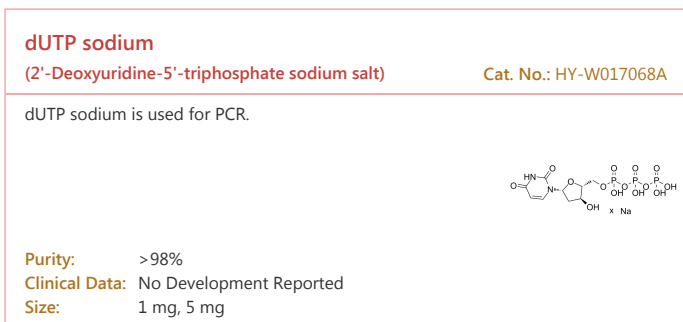 dUTP sodium
(2'-Deoxyuridine-5'-triphosphate sodium salt) Cat. No.: HY-W017068A
dUTP sodium is used for PCR.
O O O O
HN O O P O P O P OH
O N OH OH OH
OH x Na
Purity: >98%
Clinical Data: No Development Reported
Size: 1 mg, 5 mg